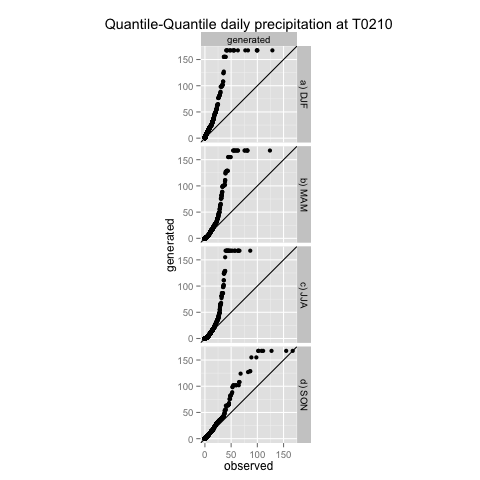 Quantile-Quantile daily precipitation at T0210
generated
150
100
50
0
a) DJF
150
100
50
0
b) MAM
generated
150
100
50
0
c) JJA
150
100
50
0
d) SON
0 50 100 150
observed